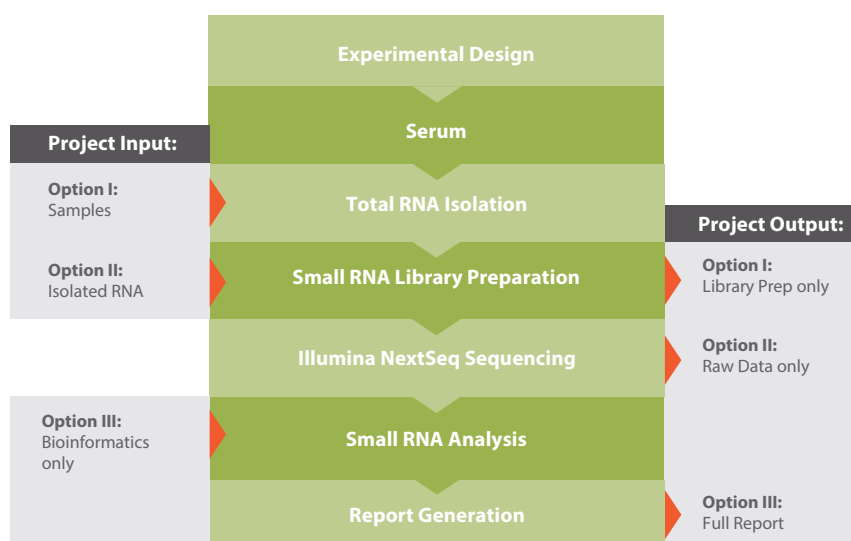 Experimental Design
Serum
Total RNA Isolation
Small RNA Library Preparation
Illumina NextSeq Sequencing
Small RNA Analysis
Report Generation
Project Input:
Option I:
Samples
Option II:
Isolated RNA
Option III:
Bioinformatics
only
Project Output:
Option I:
Library Prep only
Option II:
Raw Data only
Option III:
Full Report